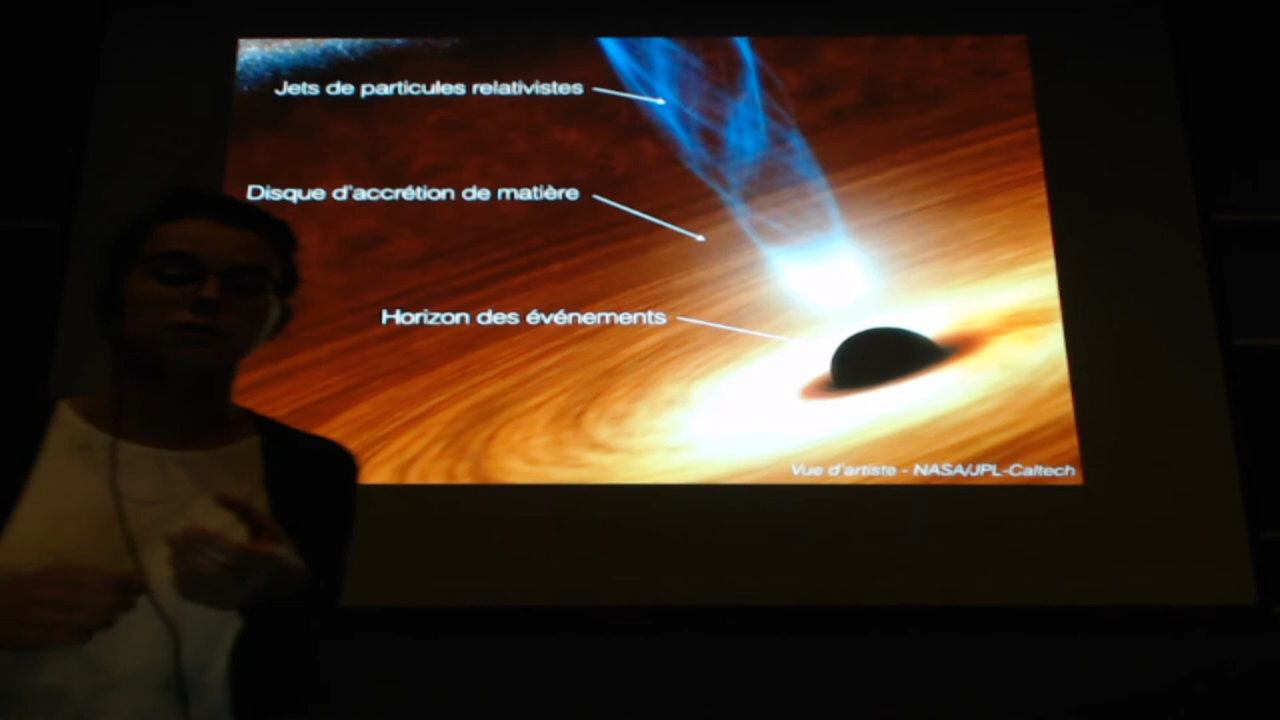 Jets de particules relativistes
Disque d'accrétion de matière
Horizon des événements
Vue d'artiste - NASA/JPL-Caltech